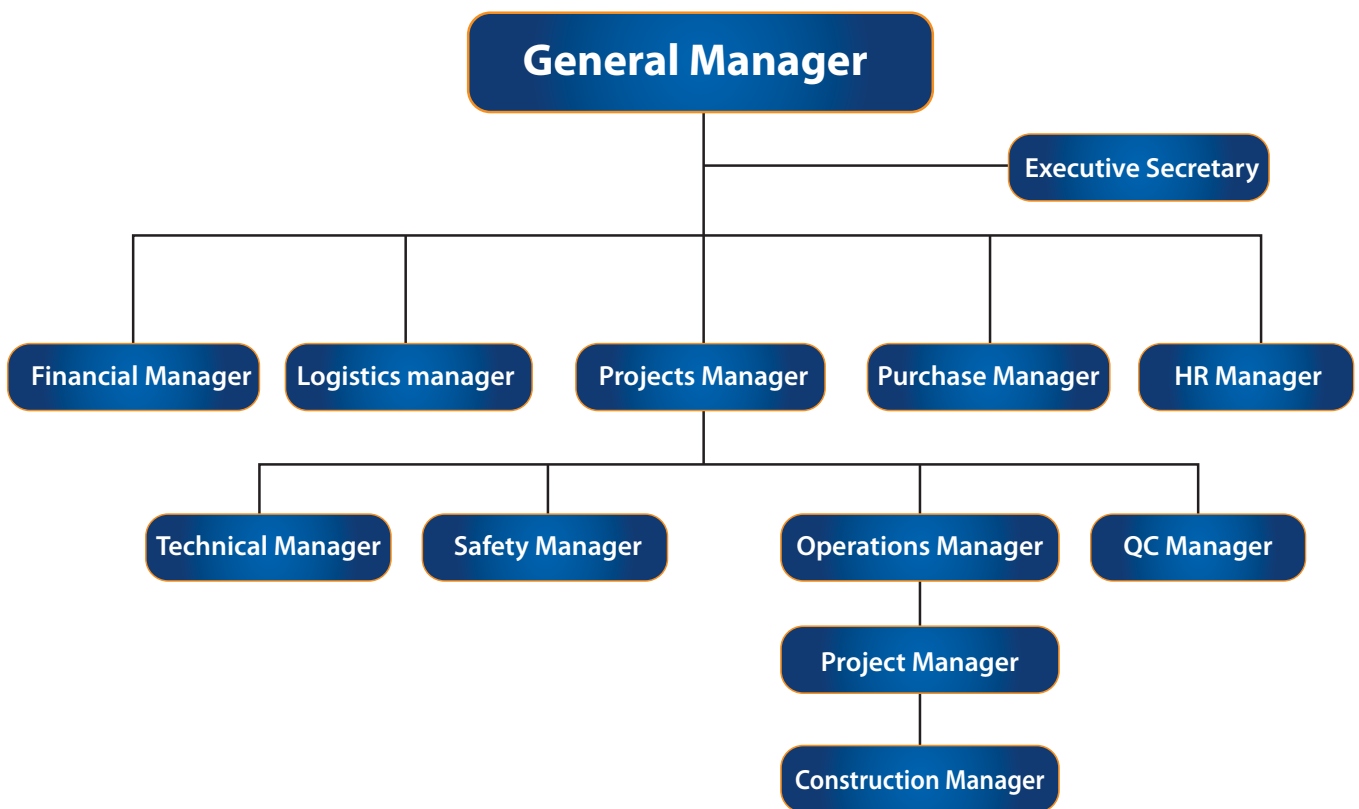 General Manager
Executive Secretary
Financial Manager
Logistics manager
Projects Manager
Purchase Manager
HR Manager
Technical Manager
Safety Manager
Operations Manager
QC Manager
Project Manager
Construction Manager